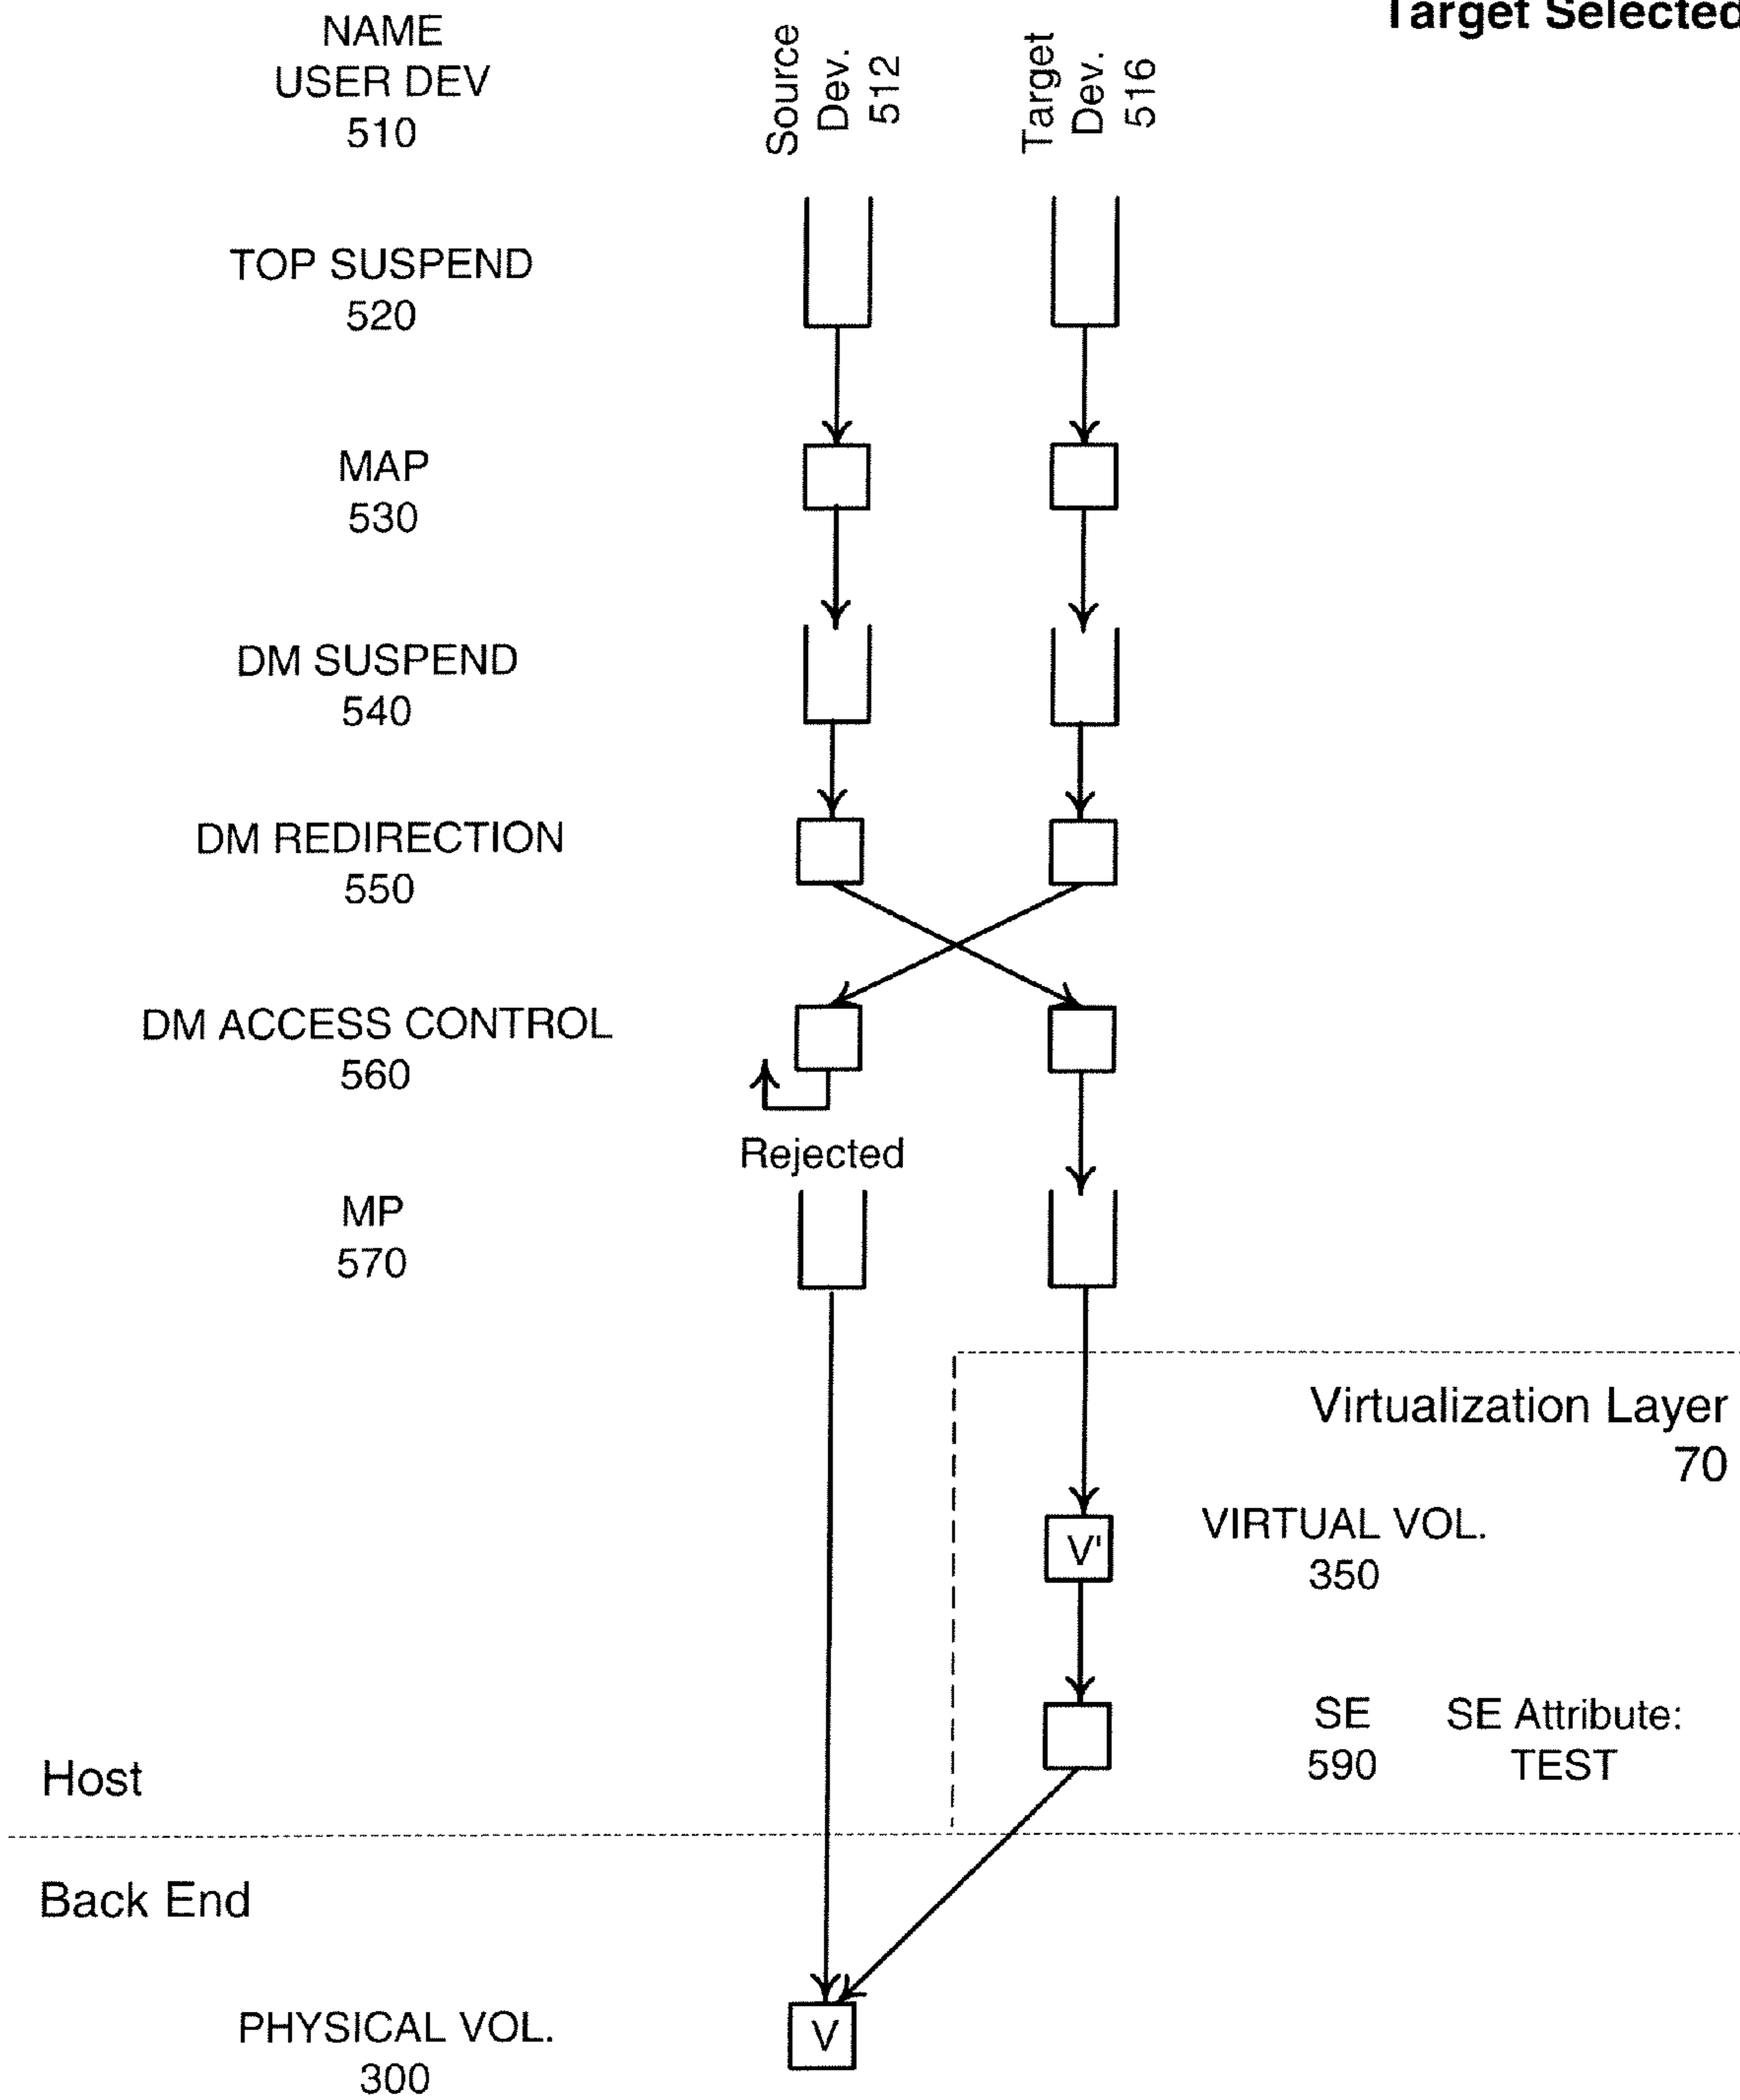 Target Selected
NAME
USER DEV
510
Source
Dev.
512
Target
Dev.
516
TOP SUSPEND
520
MAP
530
DM SUSPEND
540
DM REDIRECTION
550
DM ACCESS CONTROL
560
Rejected
MP
570
Virtualization Layer
70
V'
VIRTUAL VOL.
350
SE
590
SE Attribute:
TEST
Host
Back End
PHYSICAL VOL.
300
V